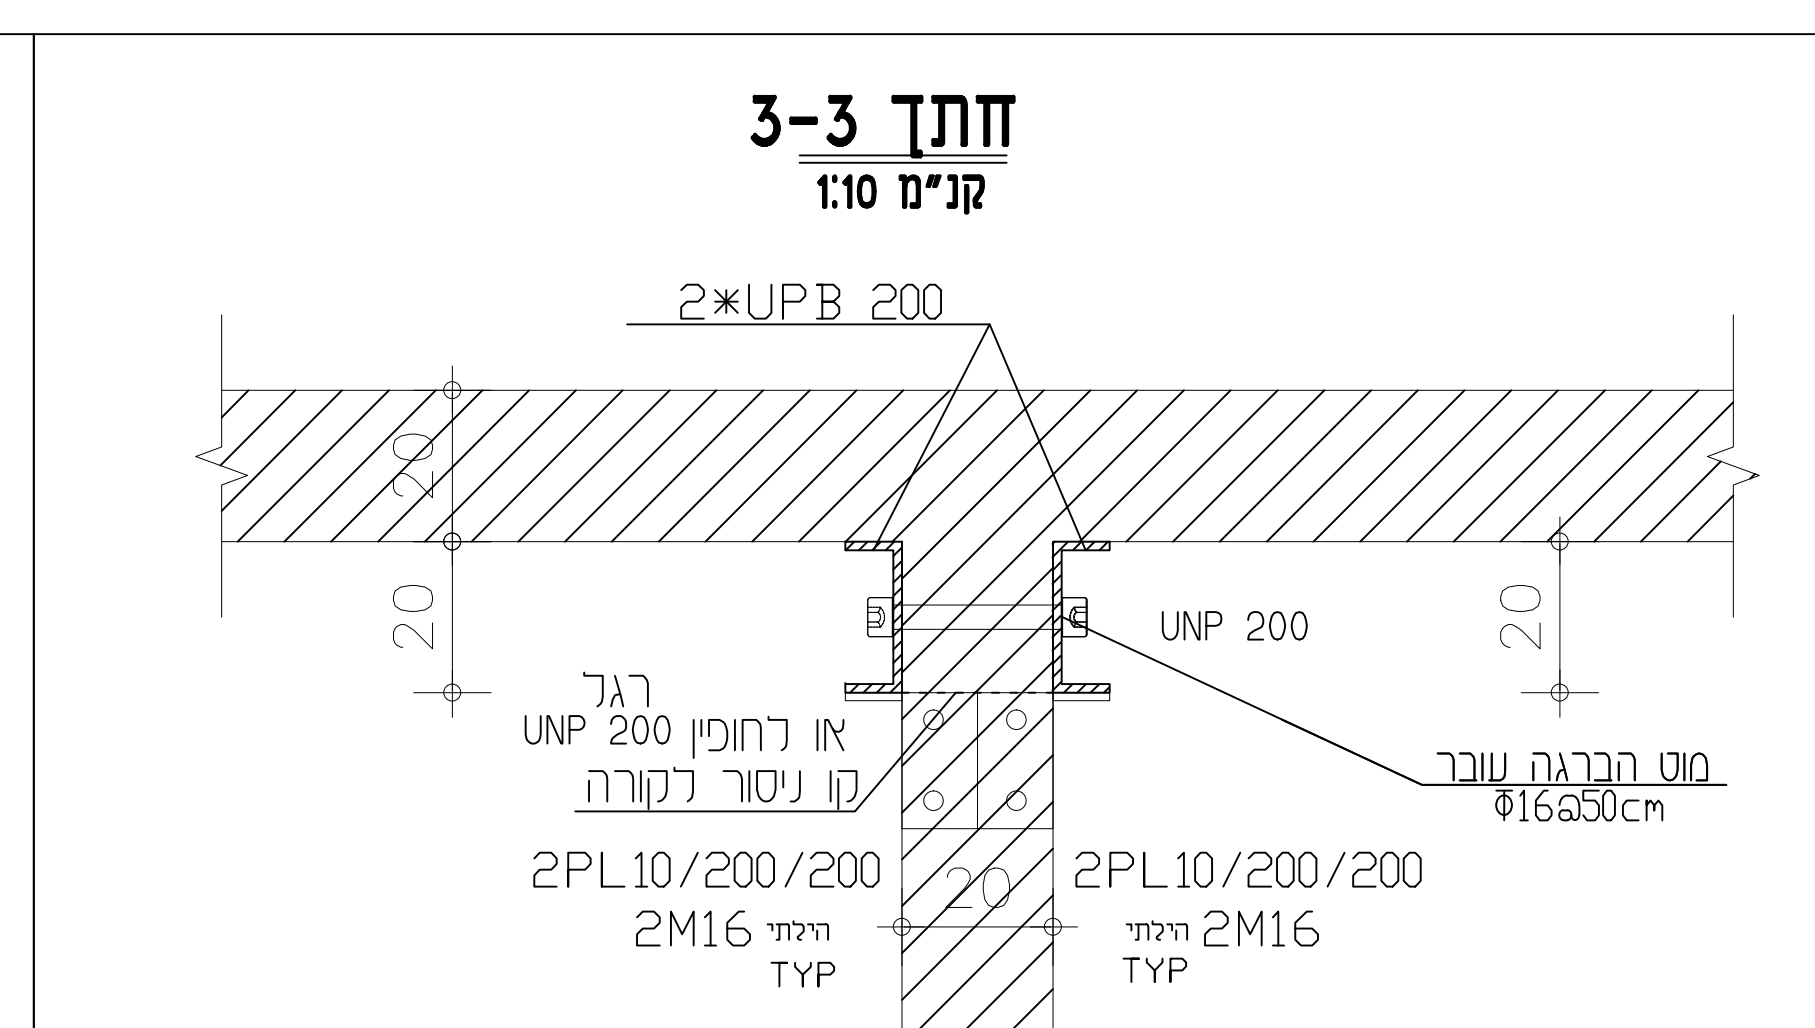 חתך 3-3
קנ"מ 1:10
2*UPB 200
20
20
20
UNP 200
רגל
או לחופין UNP 200
קו ניסור לקורה
מוט הברגה עובר
Φ16@50cm
2PL10/200/200
2M16 הילתי
TYP
20
2PL10/200/200
הילתי 2M16
TYP